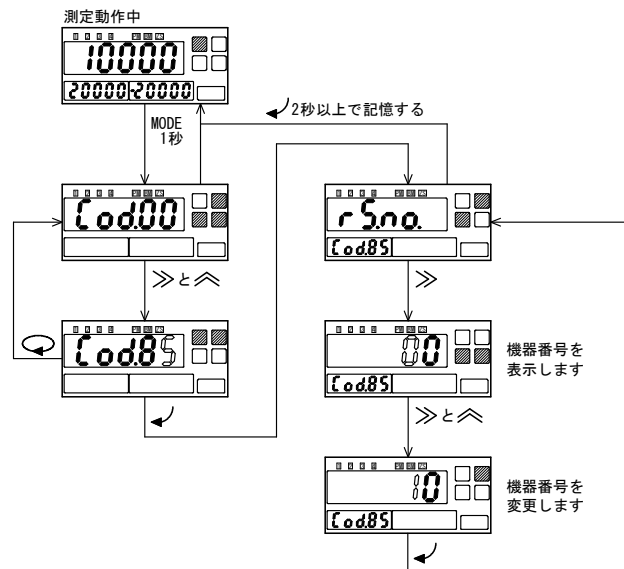 測定動作中
10000
20000 -20000
MODE
1秒
2秒以上で記憶する
Cod.00
rS.no.
Cod.85
≫と︽
≫
Cod.85
00
Cod.85
機器番号を
表示します
≫と︽
10
Cod.85
機器番号を
変更します